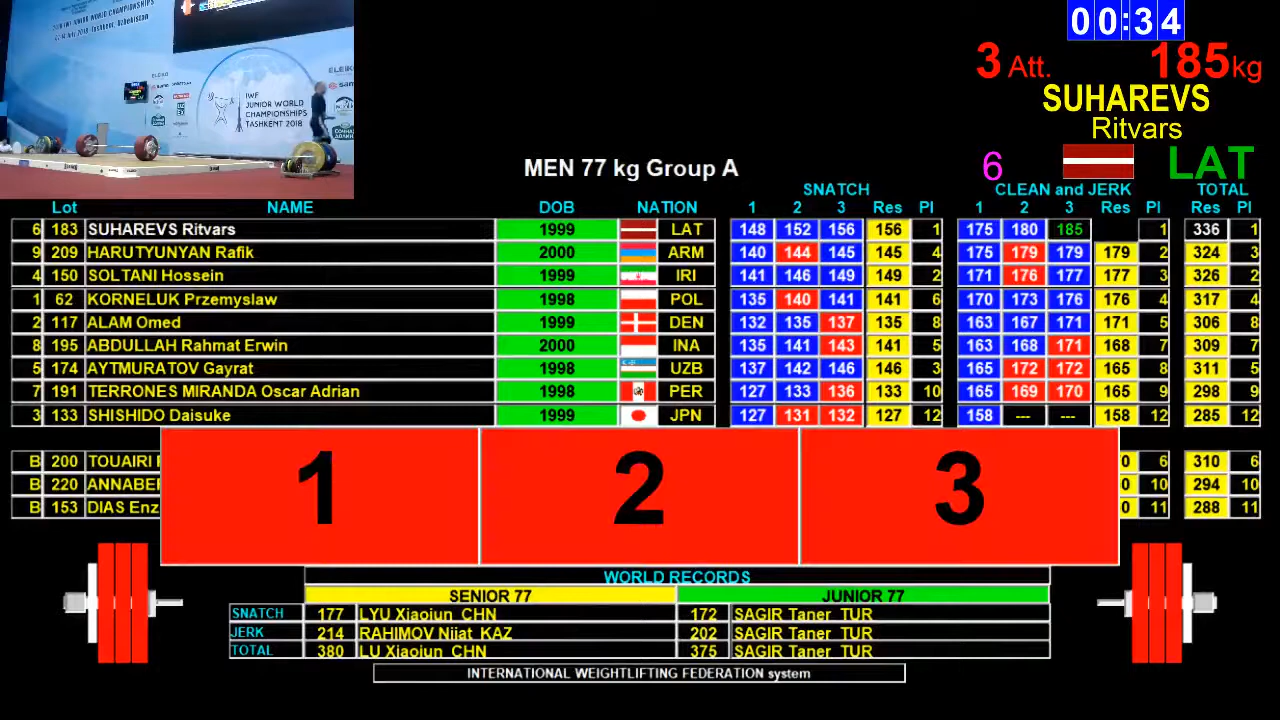 2018 IWF JUNIOR WORLD CHAMPIONSHIPS
IWF
JUNIOR WORLD
CHAMPIONSHIPS
TASHKENT 2018
ELEIKO
00:34
3 Att. 185kg
SUHAREVS
Ritvars
6 LAT
MEN 77 kg Group A
SNATCH CLEAN and JERK TOTAL
Lot NAME DOB NATION 1 2 3 Res Pl 1 2 3 Res Pl Res Pl
6 183 SUHAREVS Ritvars 1999 LAT 148 152 156 156 1 175 180 185 1 336 1
9 209 HARUTYUNYAN Rafik 2000 ARM 140 144 145 145 4 175 179 179 179 2 324 3
4 150 SOLTANI Hossein 1999 IRI 141 146 149 149 2 171 176 177 177 3 326 2
1 62 KORNELUK Przemyslaw 1998 POL 135 140 141 141 6 170 173 176 176 4 317 4
2 117 ALAM Omed 1999 DEN 132 135 137 135 8 163 167 171 171 5 306 8
8 195 ABDULLAH Rahmat Erwin 2000 INA 135 141 143 141 5 163 168 171 168 7 309 7
5 174 AYTMURATOV Gayrat 1998 UZB 137 142 146 146 3 165 172 172 165 8 311 5
7 191 TERRONES MIRANDA Oscar Adrian 1998 PER 127 133 136 133 10 165 169 170 165 9 298 9
3 133 SHISHIDO Daisuke 1999 JPN 127 131 132 127 12 158 --- --- 158 12 285 12
B 200 TOUAIRI 0 6 310 6
B 220 ANNABE 0 10 294 10
B 153 DIAS Enz 0 11 288 11
1 2 3
WORLD RECORDS
SENIOR 77 JUNIOR 77
SNATCH 177 LYU Xiaojun CHN 172 SAGIR Taner TUR
JERK 214 RAHIMOV Nijat KAZ 202 SAGIR Taner TUR
TOTAL 380 LU Xiaojun CHN 375 SAGIR Taner TUR
INTERNATIONAL WEIGHTLIFTING FEDERATION system